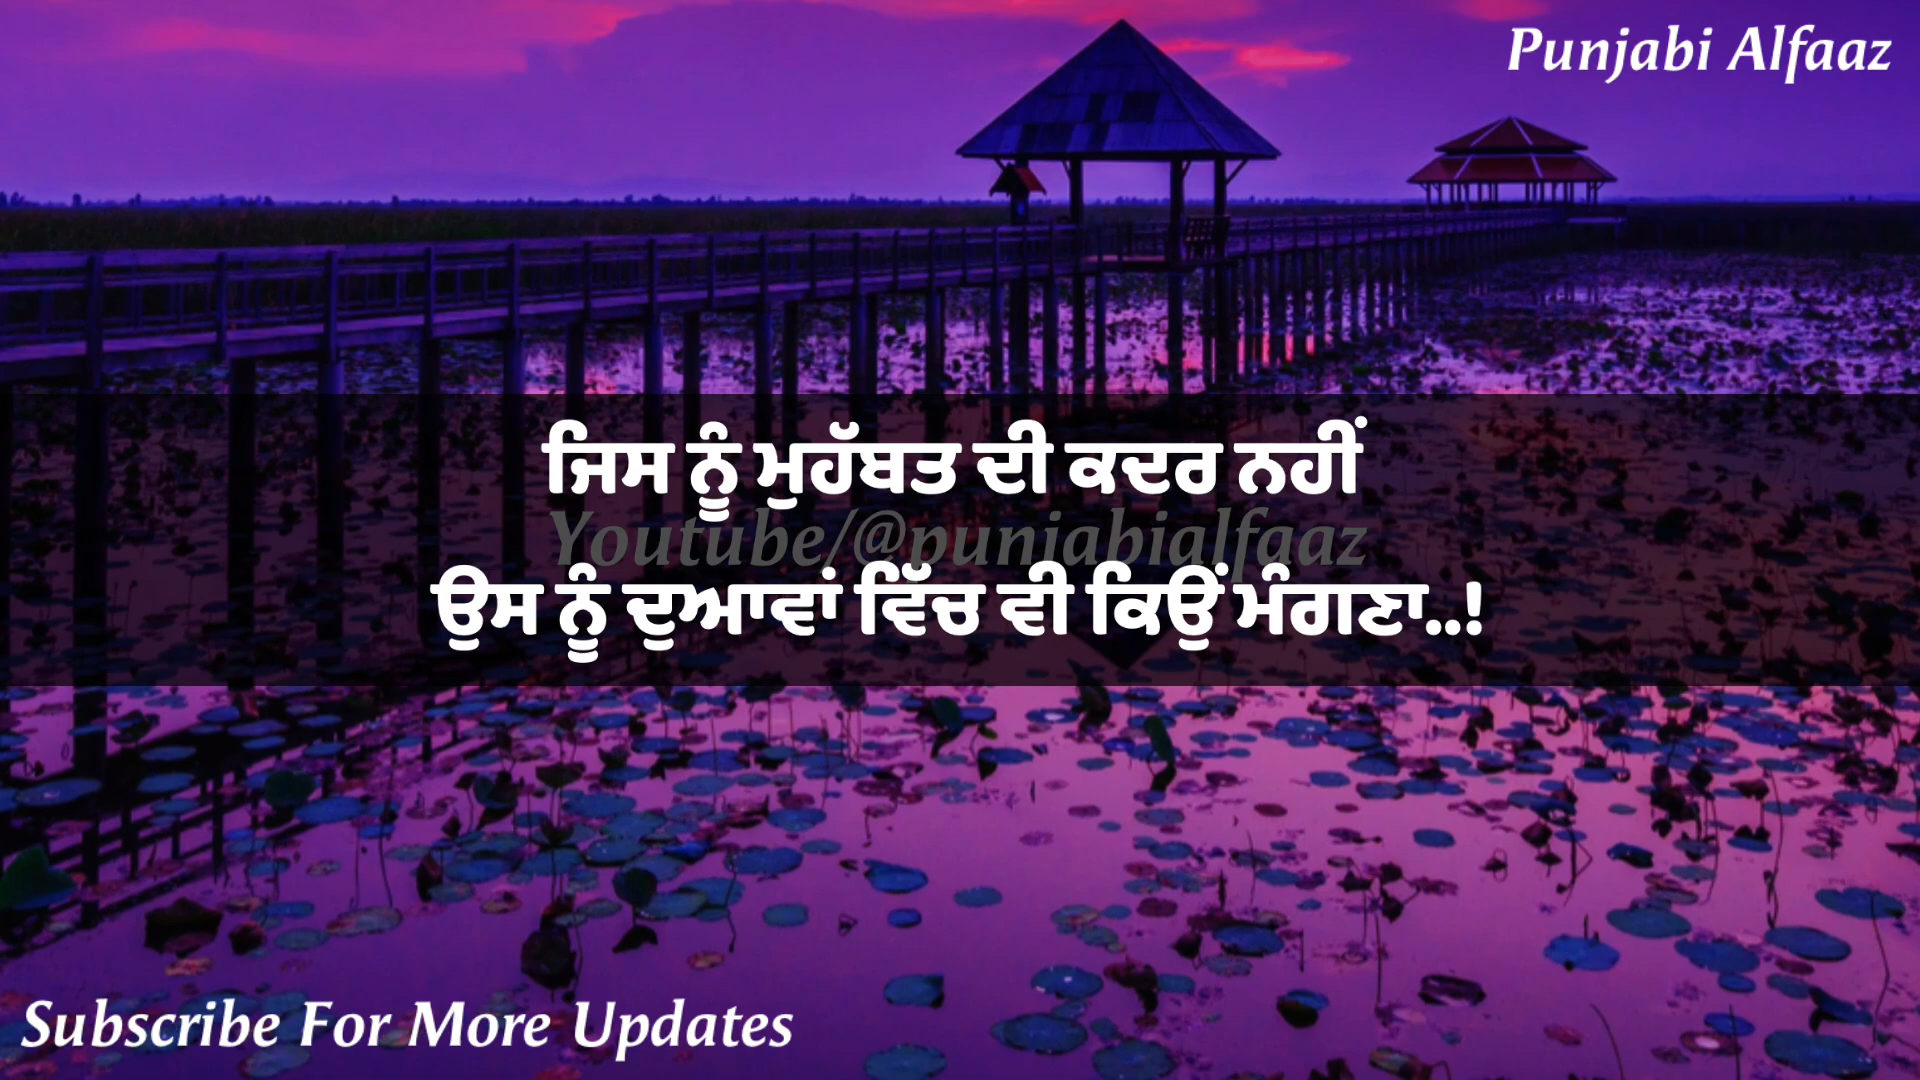 Punjabi Alfaaz
ਜਿਸ ਨੂੰ ਮੁਹੱਬਤ ਦੀ ਕਦਰ ਨਹੀਂ
Youtube/@punjabialfaaz
ਉਸ ਨੂੰ ਦੁਆਵਾਂ ਵਿੱਚ ਵੀ ਕਿਉਂ ਮੰਗਣਾ..!
Subscribe For More Updates